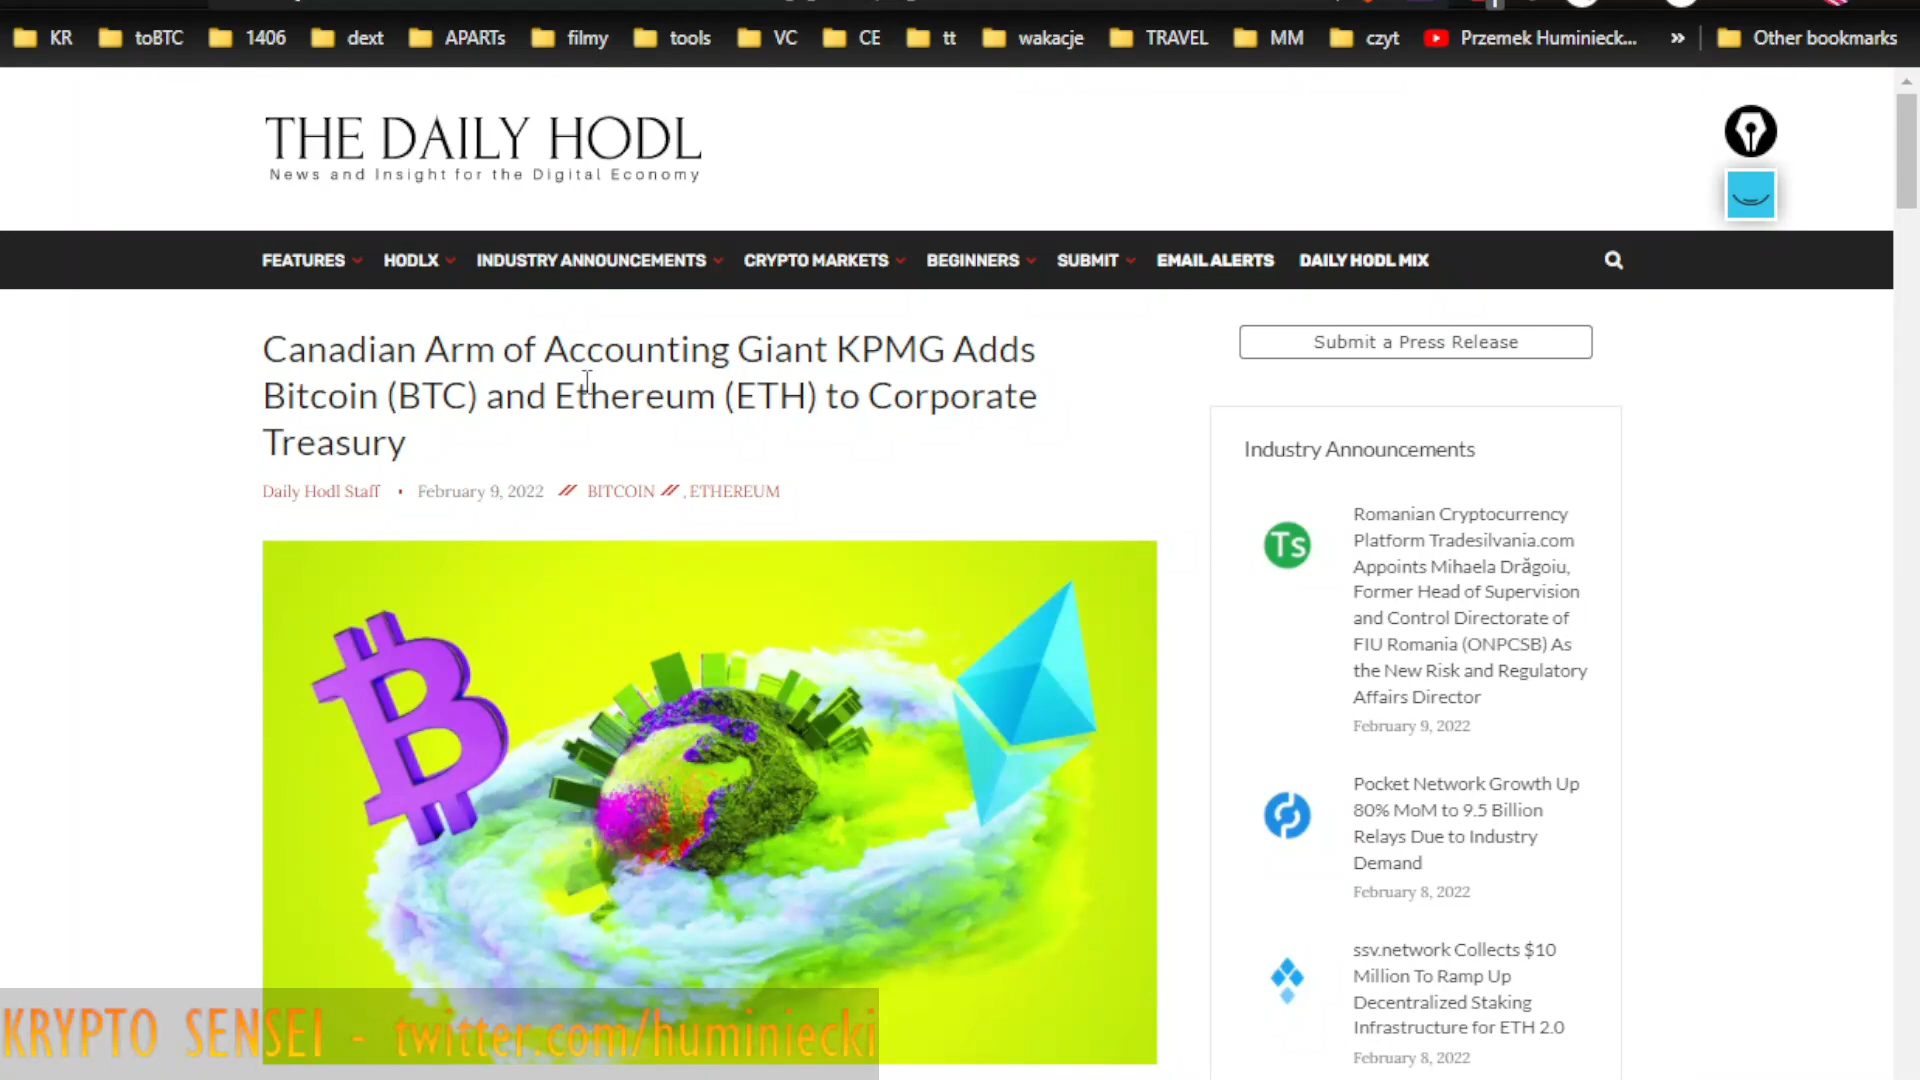 KR toBTC 1406 dext APARTs filmy tools VC CE tt wakacje TRAVEL MM czyt Przemek Huminieck... » Other bookmarks
THE DAILY HODL
News and Insight for the Digital Economy
FEATURES HODLX INDUSTRY ANNOUNCEMENTS CRYPTO MARKETS BEGINNERS SUBMIT EMAIL ALERTS DAILY HODL MIX
Canadian Arm of Accounting Giant KPMG Adds
Bitcoin (BTC) and Ethereum (ETH) to Corporate
Treasury
Daily Hodl Staff • February 9, 2022 // BITCOIN // , ETHEREUM
Submit a Press Release
Industry Announcements
Ts
Romanian Cryptocurrency
Platform Tradesilvania.com
Appoints Mihaela Drăgoiu,
Former Head of Supervision
and Control Directorate of
FIU Romania (ONPCSB) As
the New Risk and Regulatory
Affairs Director
February 9, 2022
Pocket Network Growth Up
80% MoM to 9.5 Billion
Relays Due to Industry
Demand
February 8, 2022
ssv.network Collects $10
Million To Ramp Up
Decentralized Staking
Infrastructure for ETH 2.0
February 8, 2022
KRYPTO SENSEI - twitter.com/huminiecki